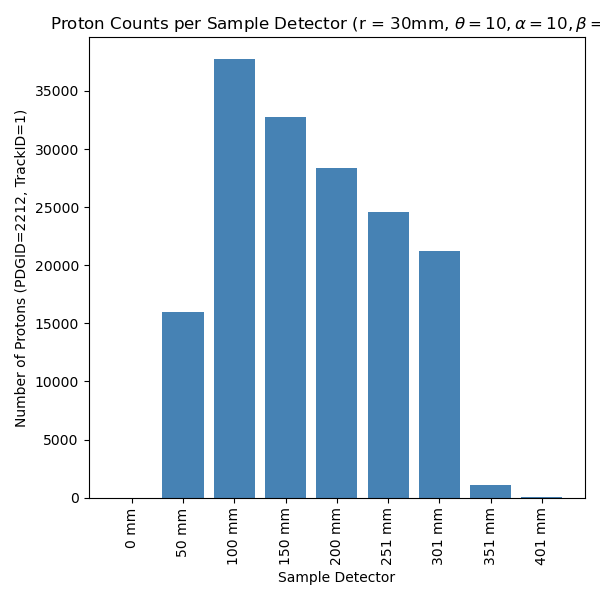 Proton Counts per Sample Detector (r = 30mm, θ = 10, α = 10, β =
35000
30000
25000
20000
15000
10000
5000
0
Number of Protons (PDGID=2212, TrackID=1)
0 mm
50 mm
100 mm
150 mm
200 mm
251 mm
301 mm
351 mm
401 mm
Sample Detector